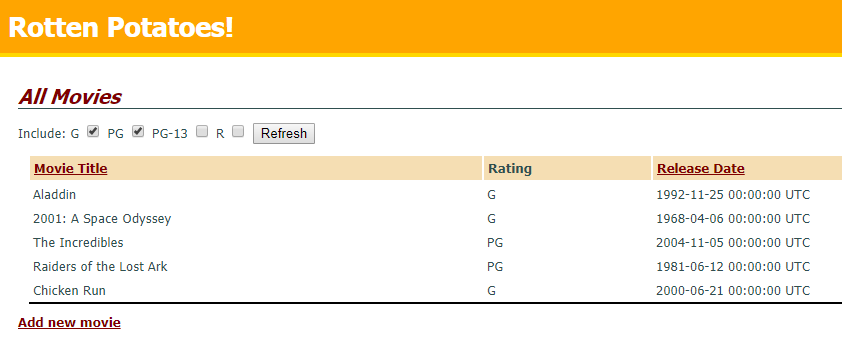 Rotten Potatoes!
All Movies
Include: G PG PG-13 R Refresh
Movie Title Rating Release Date
Aladdin G 1992-11-25 00:00:00 UTC
2001: A Space Odyssey G 1968-04-06 00:00:00 UTC
The Incredibles PG 2004-11-05 00:00:00 UTC
Raiders of the Lost Ark PG 1981-06-12 00:00:00 UTC
Chicken Run G 2000-06-21 00:00:00 UTC
Add new movie